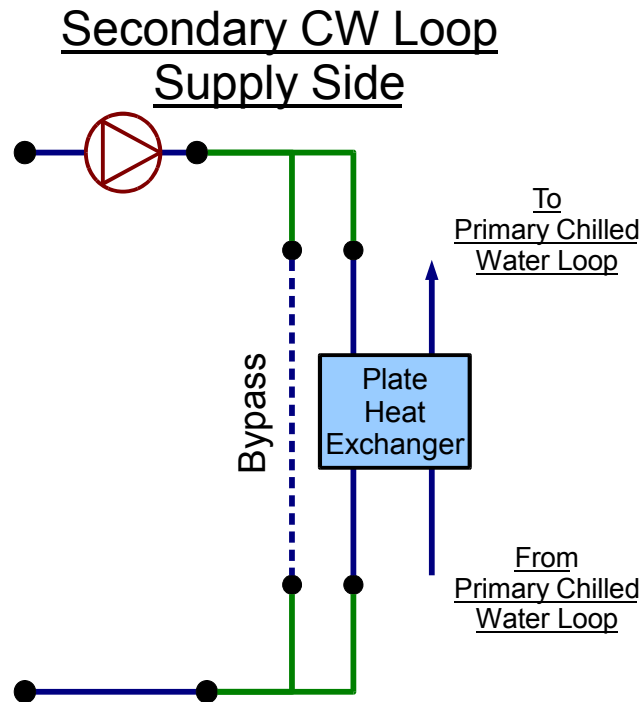 Secondary CW Loop
Supply Side
To
Primary Chilled
Water Loop
Bypass
Plate
Heat
Exchanger
From
Primary Chilled
Water Loop